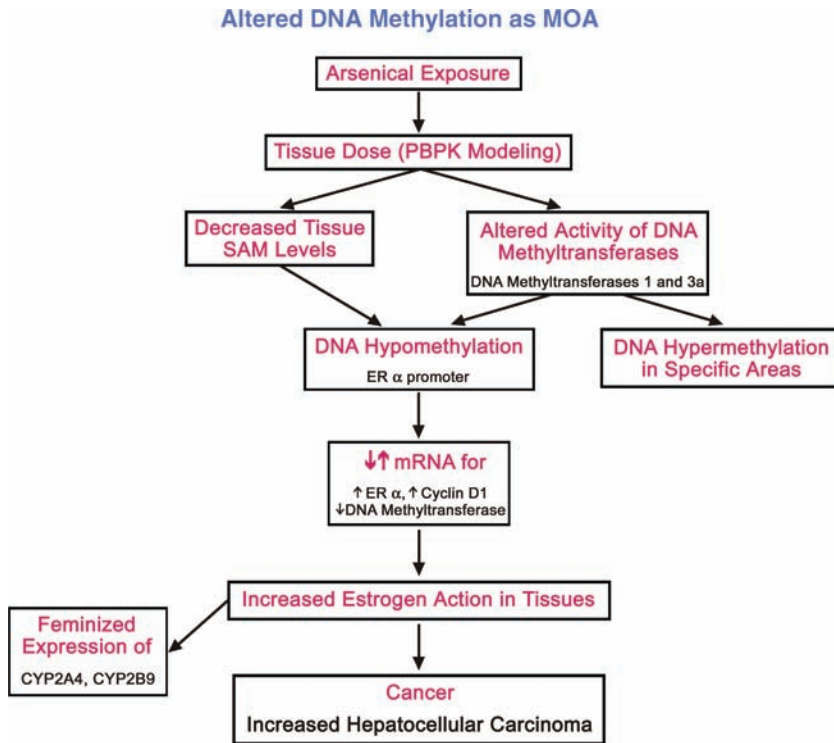 Altered DNA Methylation as MOA
Arsenical Exposure
Tissue Dose (PBPK Modeling)
Decreased Tissue
SAM Levels
Altered Activity of DNA
Methyltransferases
DNA Methyltransferases 1 and 3a
DNA Hypomethylation
ER α promoter
DNA Hypermethylation
in Specific Areas
↓↑ mRNA for
↑ ER α, ↑ Cyclin D1
↓DNA Methyltransferase
Increased Estrogen Action in Tissues
Feminized
Expression of
CYP2A4, CYP2B9
Cancer
Increased Hepatocellular Carcinoma